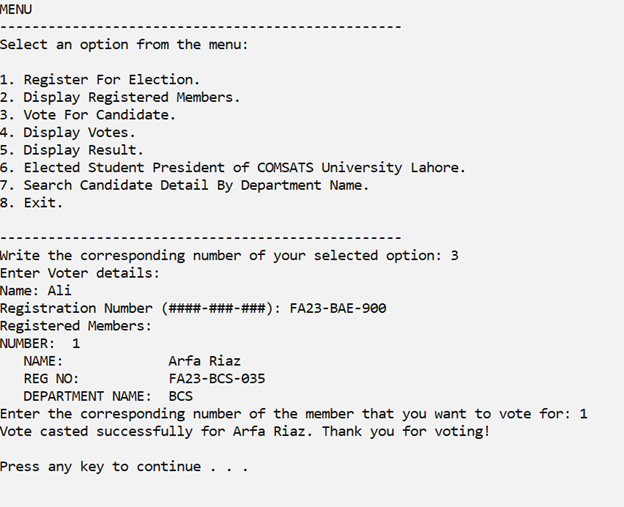 MENU
--------------------------------------------------
Select an option from the menu:
1. Register For Election.
2. Display Registered Members.
3. Vote For Candidate.
4. Display Votes.
5. Display Result.
6. Elected Student President of COMSATS University Lahore.
7. Search Candidate Detail By Department Name.
8. Exit.
--------------------------------------------------
Write the corresponding number of your selected option: 3
Enter Voter details:
Name: Ali
Registration Number (####-###-###): FA23-BAE-900
Registered Members:
NUMBER:  1
   NAME:             Arfa Riaz
   REG NO:           FA23-BCS-035
   DEPARTMENT NAME:  BCS
Enter the corresponding number of the member that you want to vote for: 1
Vote casted successfully for Arfa Riaz. Thank you for voting!
Press any key to continue . . .